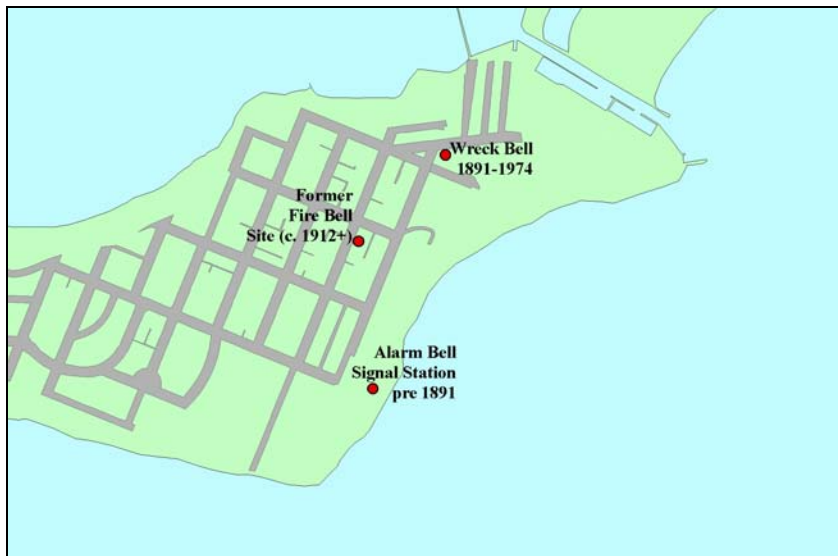 Wreck Bell
1891-1974
Former
Fire Bell
Site (c. 1912+)
Alarm Bell
Signal Station
pre 1891